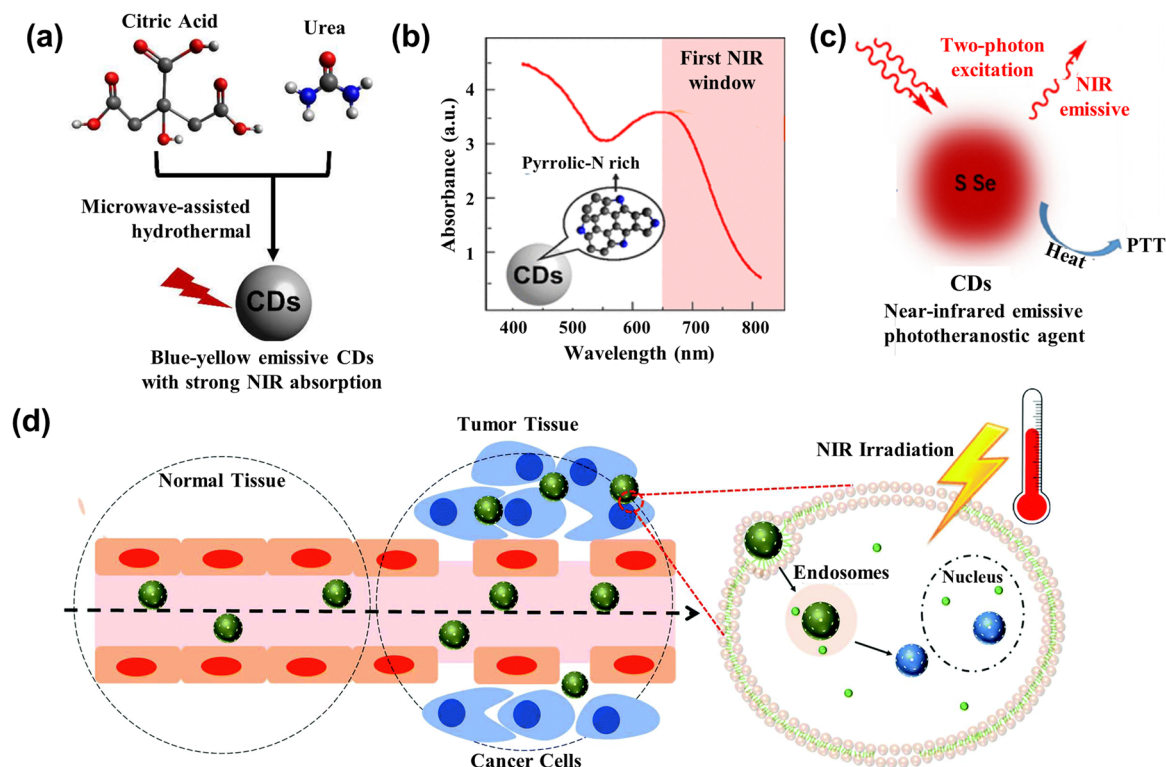 (a)
Citric Acid
Urea
Microwave-assisted
hydrothermal
CDs
Blue-yellow emissive CDs
with strong NIR absorption
(b)
First NIR
window
Absorbance (a.u.)
4
3
2
1
Pyrrolic-N rich
CDs
400
500
600
700
800
Wavelength (nm)
(c)
Two-photon
excitation
NIR
emissive
S Se
Heat
PTT
CDs
Near-infrared emissive
phototheranostic agent
(d)
Normal Tissue
Tumor Tissue
Cancer Cells
NIR Irradiation
Endosomes
Nucleus